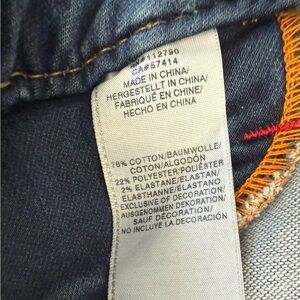 RN#112790
CA#57414
MADE IN CHINA/
HERGESTELLT IN CHINA/
FABRIQUÉ EN CHINE/
HECHO EN CHINA
76% COTTON/BAUMWOLLE/
COTON/ALGODÓN
22% POLYESTER/POLIÉSTER
2% ELASTANE/ELASTAN/
ELASTHANNE/ELASTANO
EXCLUSIVE OF DECORATION/
AUSGENOMMEN DEKORATION/
SAUF DÉCORATION/
NO INCLUYE LA DECORACIÓN